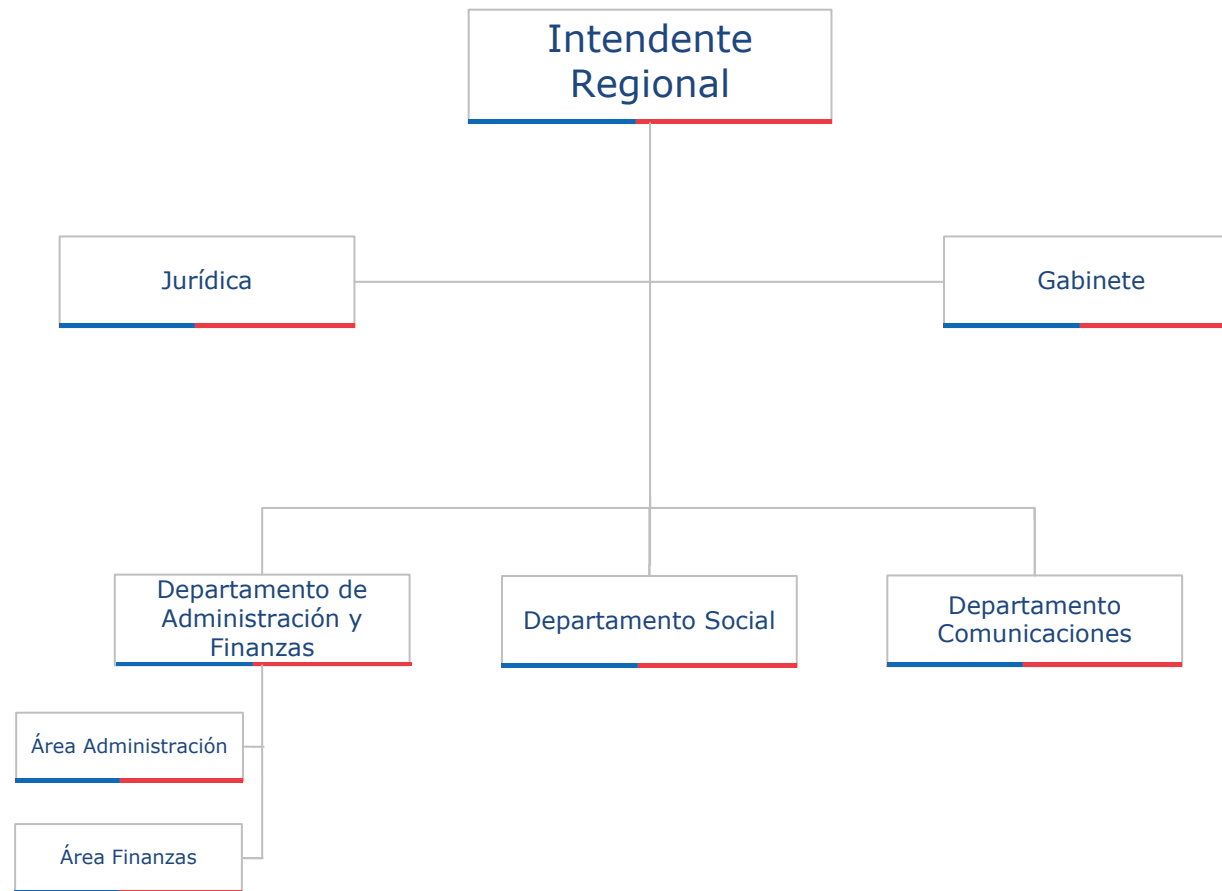 Intendente
Regional
Jurídica
Gabinete
Departamento de
Administración y
Finanzas
Departamento Social
Departamento
Comunicaciones
Área Administración
Área Finanzas